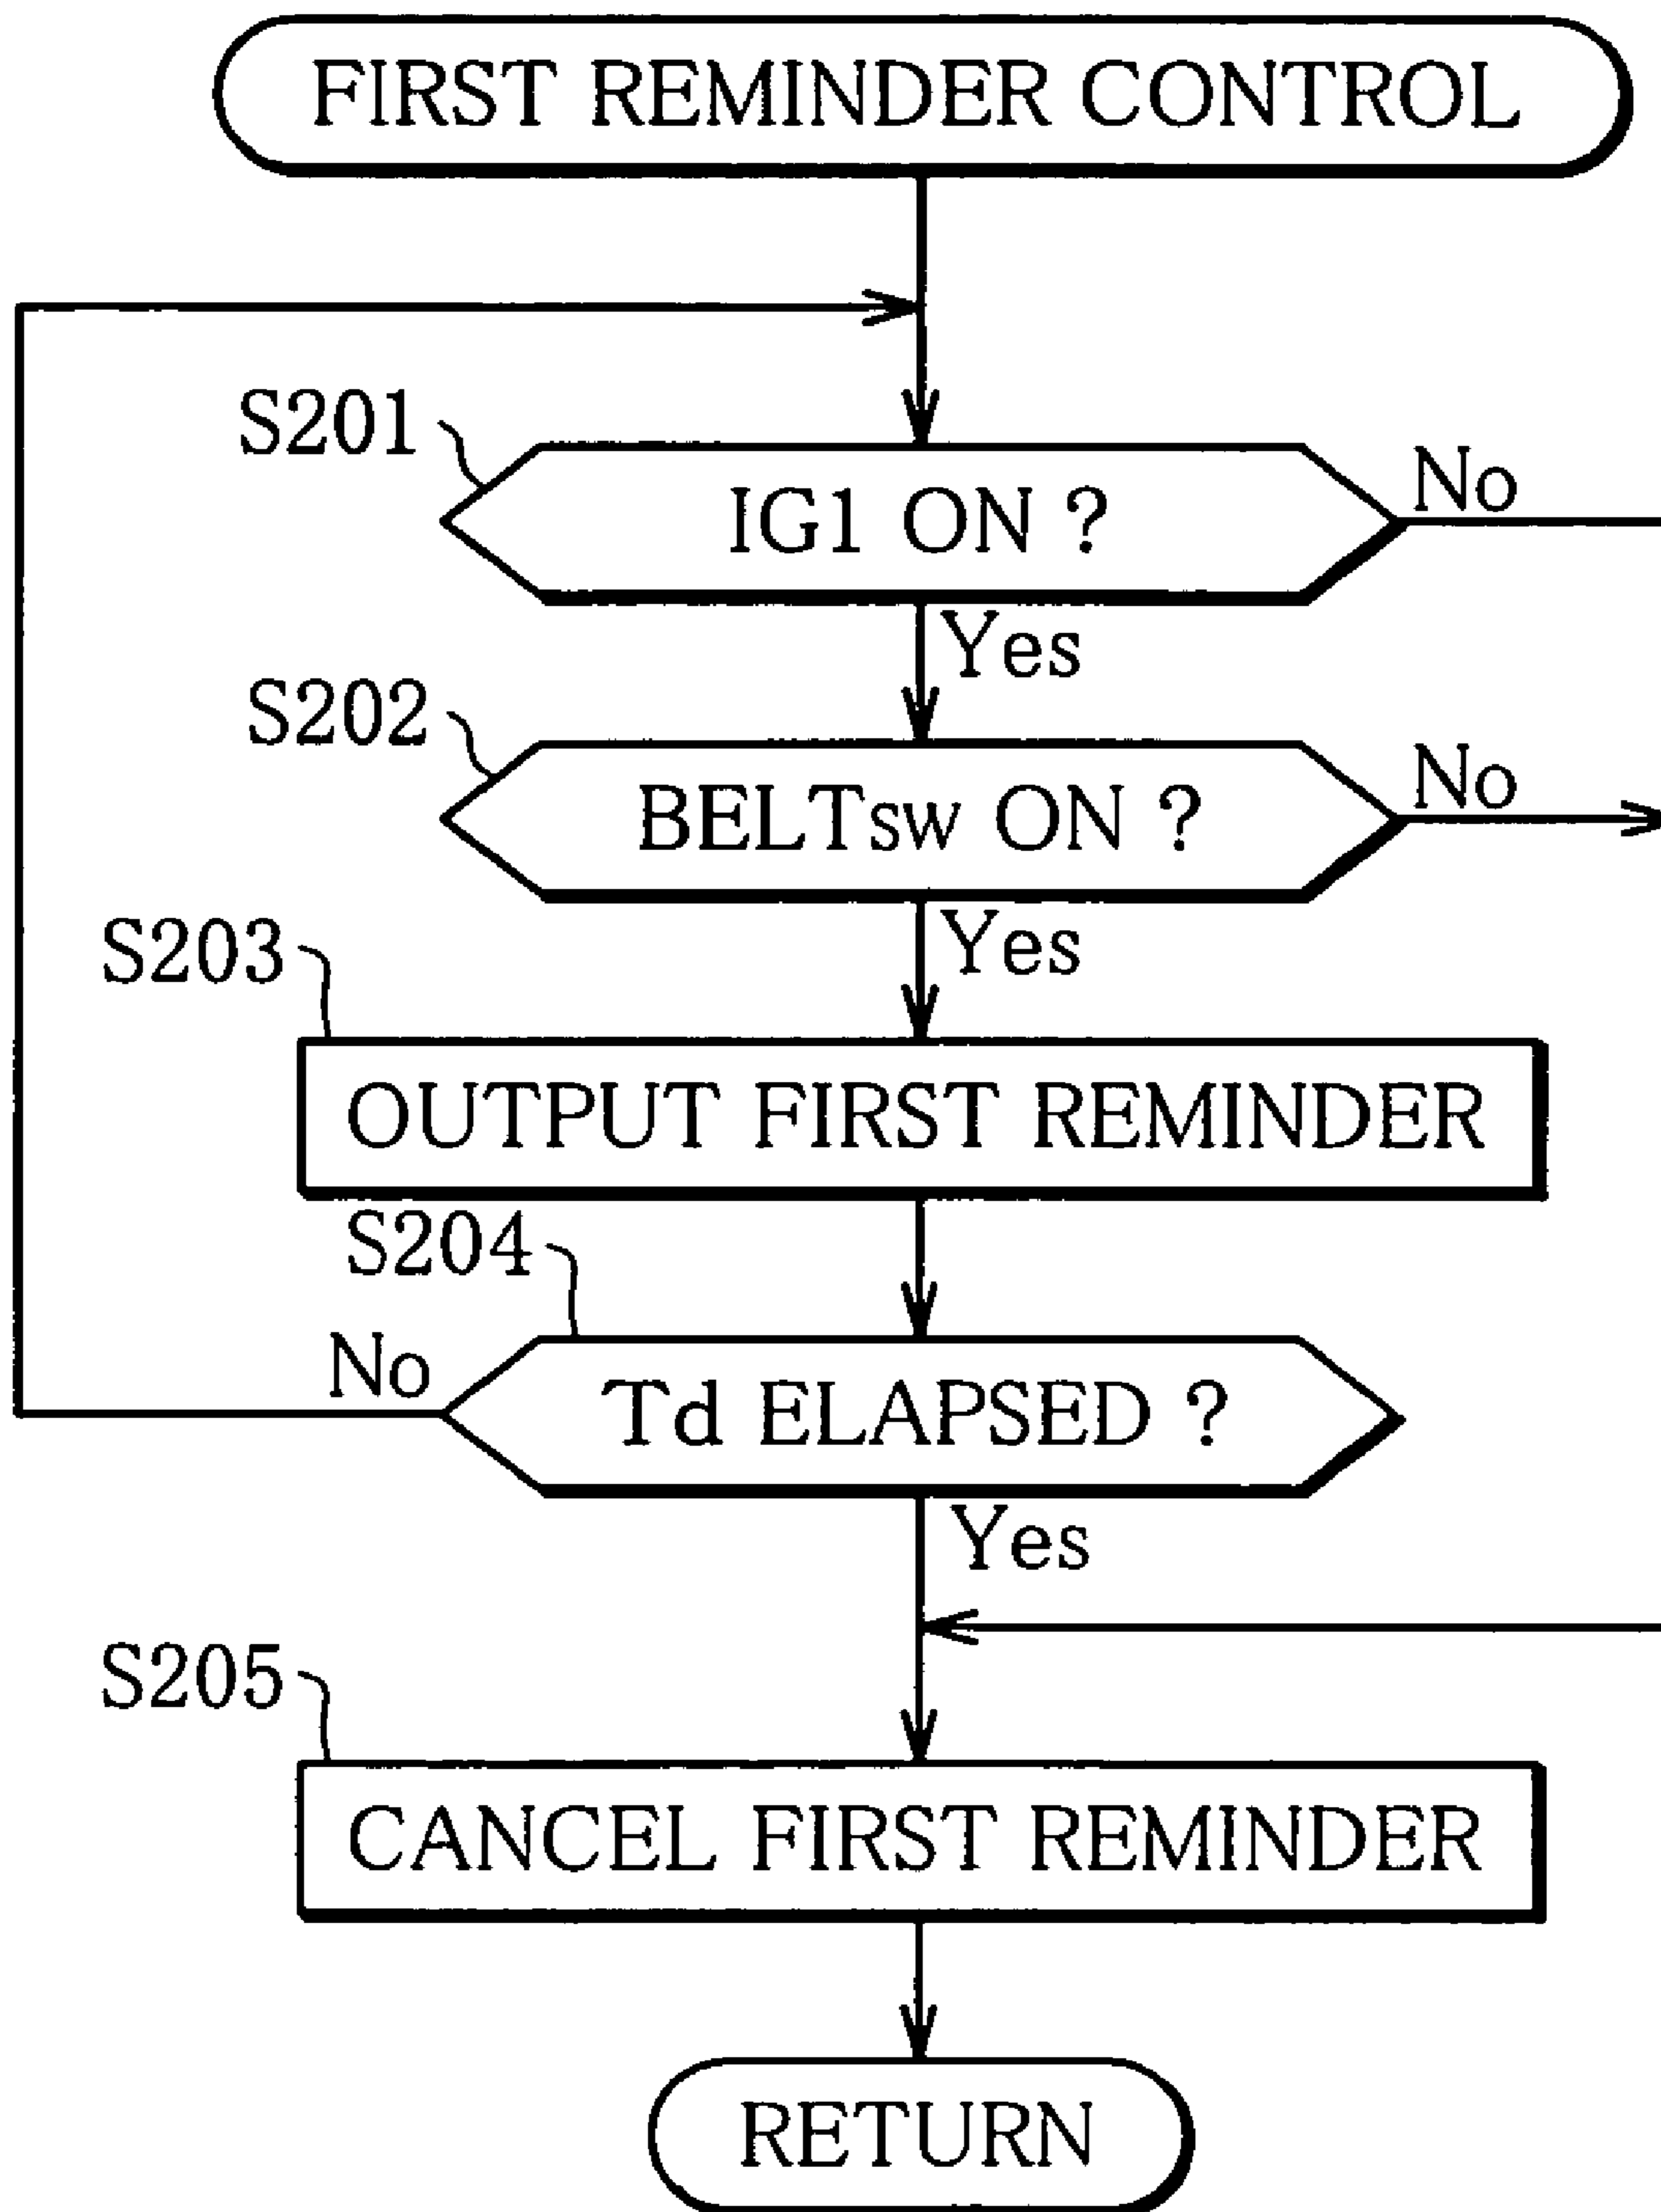 FIRST REMINDER CONTROL
S201
IG1 ON ?
No
Yes
S202
BELTSW ON ?
No
Yes
S203
OUTPUT FIRST REMINDER
S204
No
Td ELAPSED ?
Yes
S205
CANCEL FIRST REMINDER
RETURN